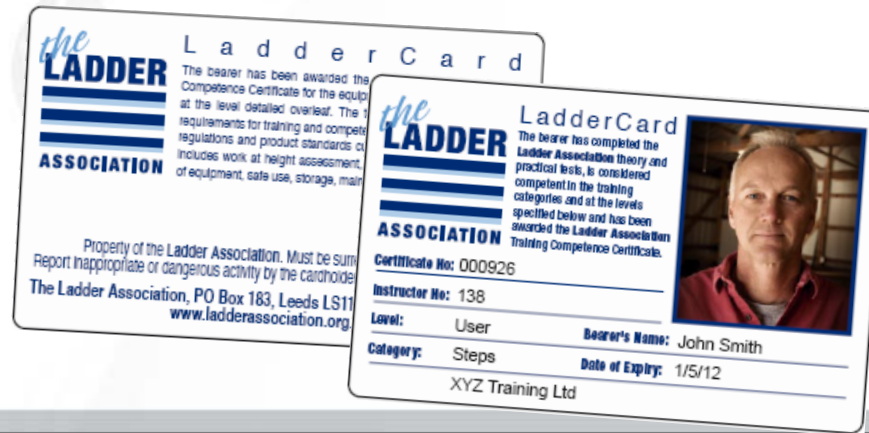 the
LADDER
ASSOCIATION
LadderCard
The bearer has been awarded the
Competence Certificate for the equip
at the level detailed overleaf. The t
requirements for training and compete
regulations and product standards cu
includes work at height assessment,
of equipment, safe use, storage, main
Property of the Ladder Association. Must be surre
Report inappropriate or dangerous activity by the cardholde
The Ladder Association, PO Box 183, Leeds LS11
www.ladderassociation.org.
the
LADDER
ASSOCIATION
LadderCard
The bearer has completed the
Ladder Association theory and
practical tests, is considered
competent in the training
categories and at the levels
specified below and has been
awarded the Ladder Association
Training Competence Certificate.
Certificate No: 000926
Instructor No: 138
Level: User
Bearer's Name: John Smith
Category: Steps
Date of Expiry: 1/5/12
XYZ Training Ltd